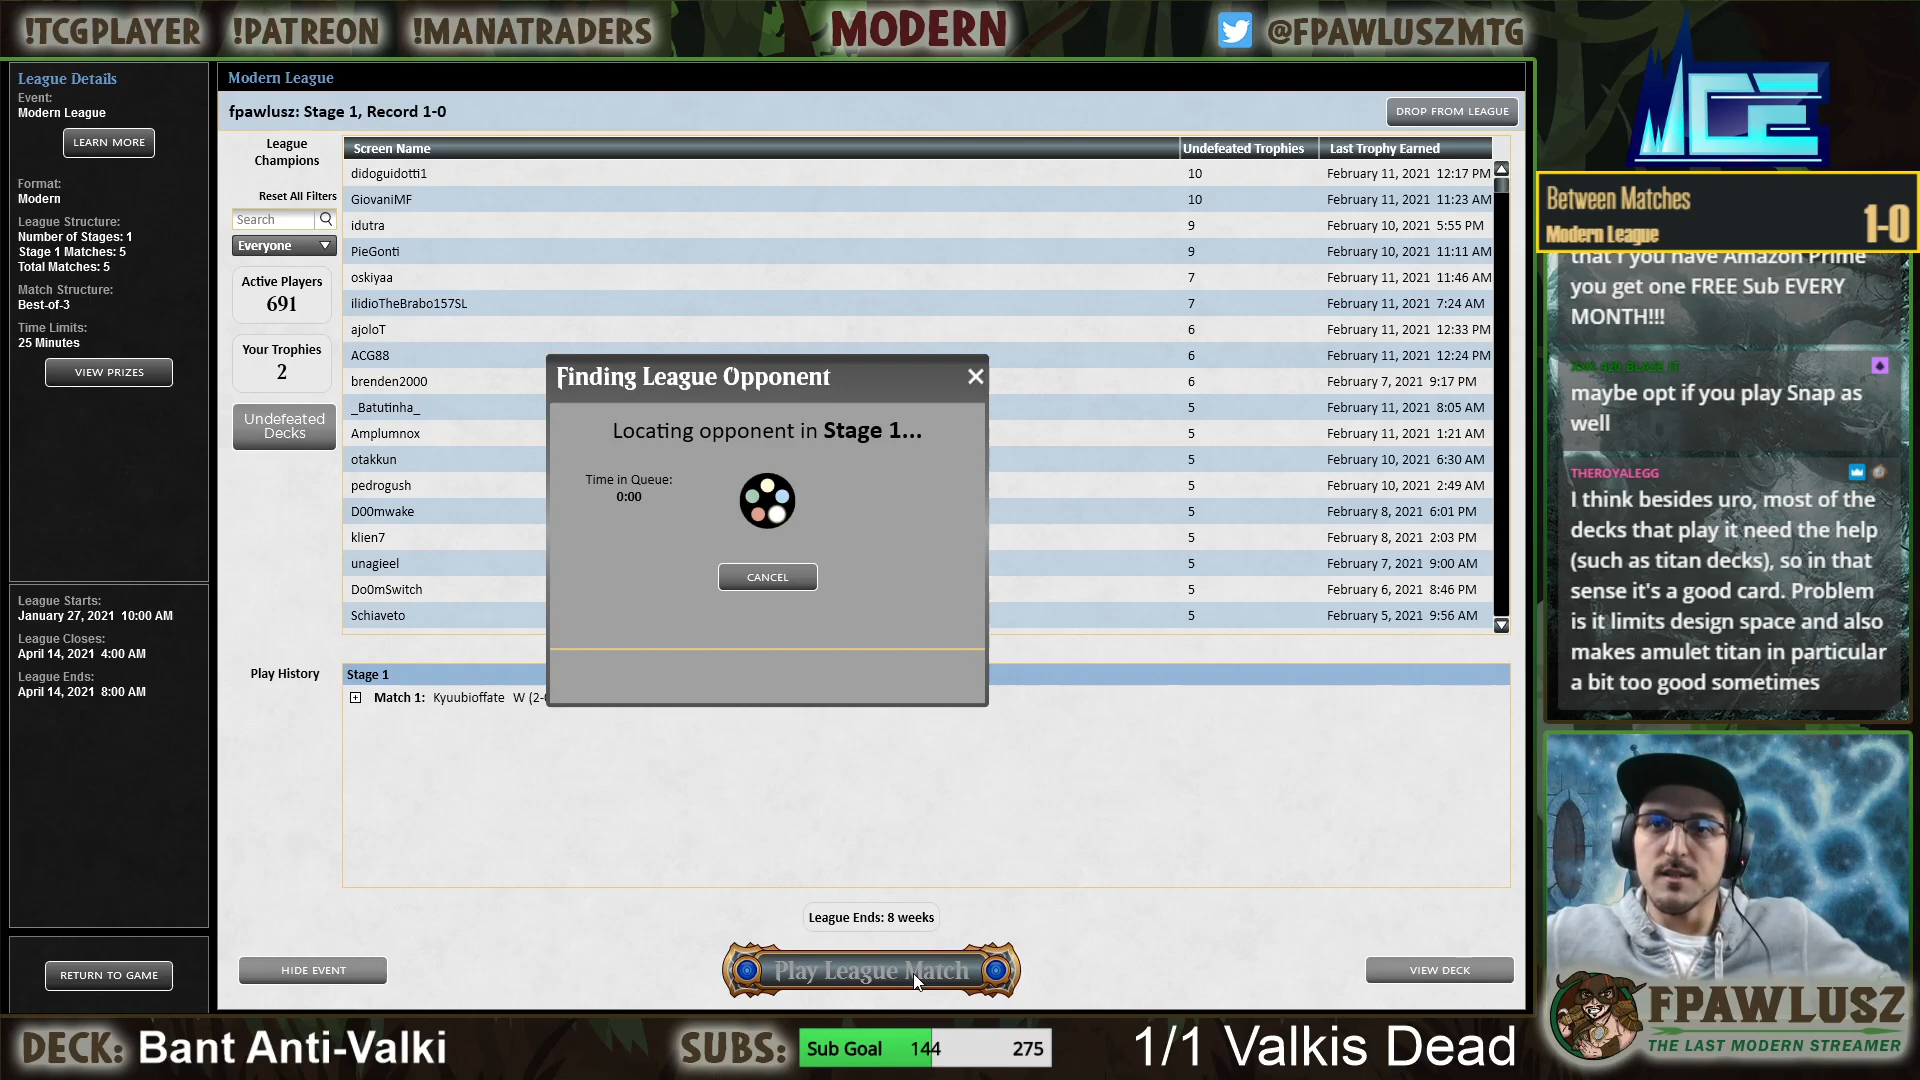 !TCGPLAYER !PATREON !MANATRADERS
MODERN
@FPAWLUSZMTG
League Details
Event:
Modern League
LEARN MORE
Format:
Modern
League Structure:
Number of Stages: 1
Stage 1 Matches: 5
Total Matches: 5
Match Structure:
Best-of-3
Time Limits:
25 Minutes
VIEW PRIZES
League Starts:
January 27, 2021 10:00 AM
League Closes:
April 14, 2021 4:00 AM
League Ends:
April 14, 2021 8:00 AM
RETURN TO GAME
Modern League
fpawlusz: Stage 1, Record 1-0
DROP FROM LEAGUE
League
Champions
Reset All Filters
Search
Everyone
Active Players
691
Your Trophies
2
Undefeated
Decks
Screen Name Undefeated Trophies Last Trophy Earned
didoguidotti1 10 February 11, 2021 12:17 PM
GiovaniMF 10 February 11, 2021 11:23 AM
idutra 9 February 10, 2021 5:55 PM
PieGonti 9 February 10, 2021 11:11 AM
oskiyaa 7 February 11, 2021 11:46 AM
ilidioTheBrabo157SL 7 February 11, 2021 7:24 AM
ajoloT 6 February 11, 2021 12:33 PM
ACG88 6 February 11, 2021 12:24 PM
brenden2000 6 February 7, 2021 9:17 PM
_Batutinha_ 5 February 11, 2021 8:05 AM
Amplumnox 5 February 11, 2021 1:21 AM
otakkun 5 February 10, 2021 6:30 AM
pedrogush 5 February 10, 2021 2:49 AM
D00mwake 5 February 8, 2021 6:01 PM
klien7 5 February 8, 2021 2:03 PM
unagieel 5 February 7, 2021 9:00 AM
Do0mSwitch 5 February 6, 2021 8:46 PM
Schiaveto 5 February 5, 2021 9:56 AM
Finding League Opponent
Locating opponent in Stage 1...
Time in Queue:
0:00
CANCEL
Play History
Stage 1
Match 1: Kyuubioffate W (2-
League Ends: 8 weeks
HIDE EVENT
Play League Match
VIEW DECK
MCE
Between Matches
Modern League
1-0
that f you have Amazon Prime
you get one FREE Sub EVERY
MONTH!!!
maybe opt if you play Snap as
well
THEROYALEGG
I think besides uro, most of the
decks that play it need the help
(such as titan decks), so in that
sense it's a good card. Problem
is it limits design space and also
makes amulet titan in particular
a bit too good sometimes
FPAWLUSZ
THE LAST MODERN STREAMER
DECK: Bant Anti-Valki
SUBS: Sub Goal 144 275
1/1 Valkis Dead